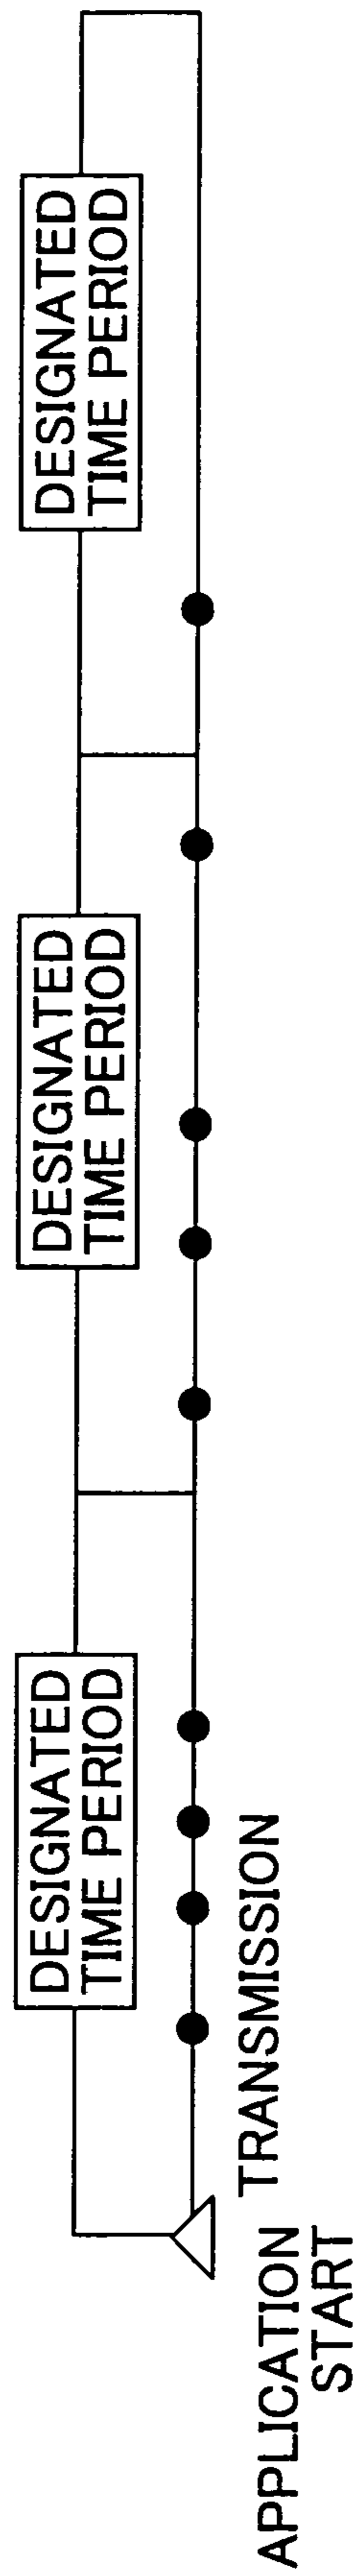 DESIGNATED
TIME PERIOD
DESIGNATED
TIME PERIOD
DESIGNATED
TIME PERIOD
TRANSMISSION
APPLICATION
START